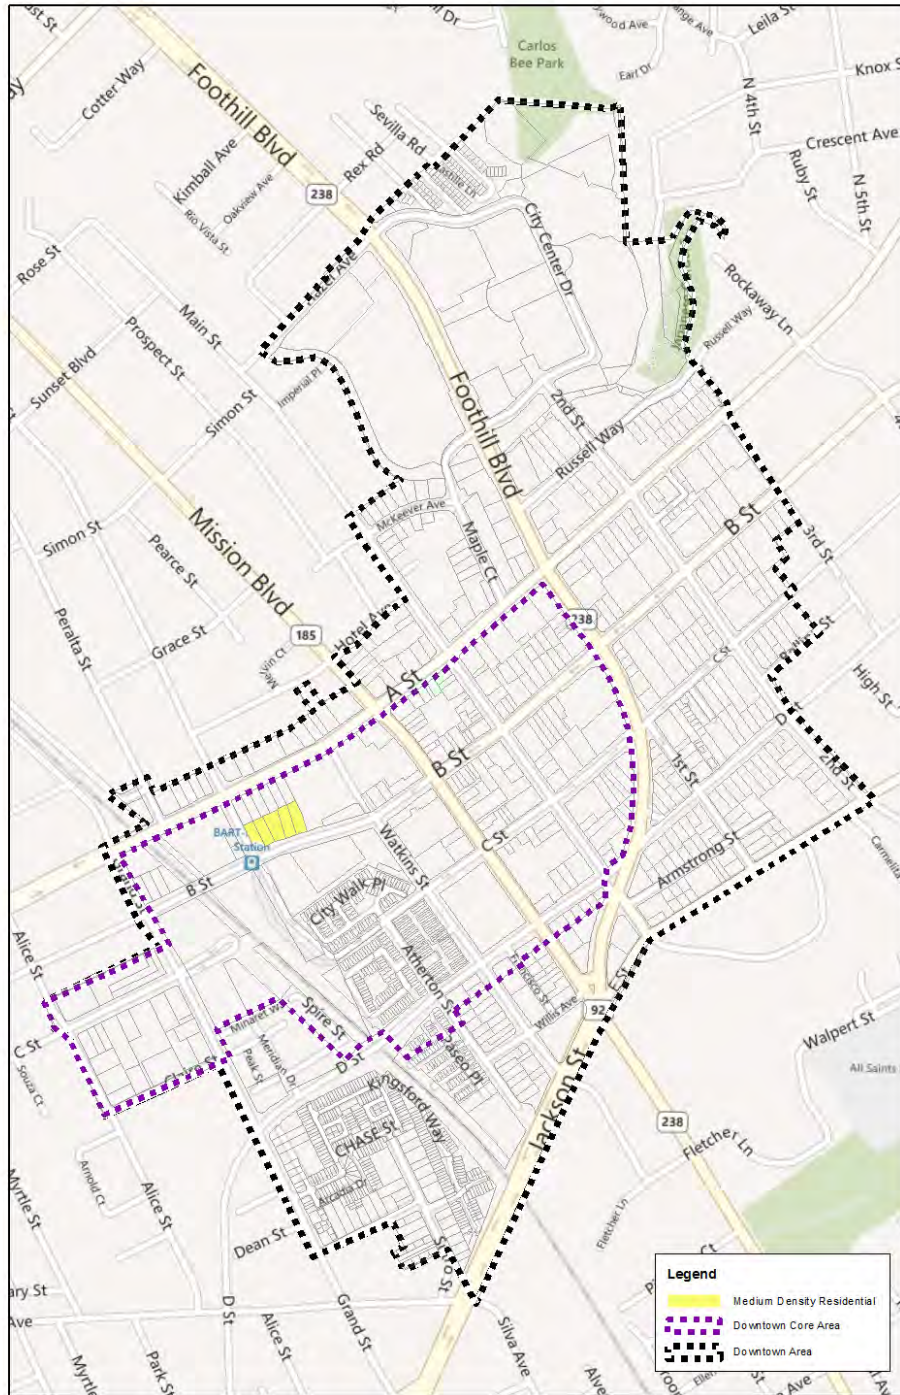 Carlos
Bee Park
Leila St
Knox S
Earl Dr
N 4th St
Crescent Ave
Ruby St
N 5th St
Cotter Way
Foothill Blvd
Sevilla Rd
Rex Rd
Kimball Ave
Oakview Ave
Rio Vista St
238
City Center Dr
Rose St
Main St
Prospect St
Sunset Blvd
Simon St
Imperial Pl
Rockaway Ln
Russell Way
Foothill Blvd
2nd St
Russell Way
McKeever Ave
Maple Ct
B St
3rd St
Simon St
Pearce St
Mission Blvd
Peralta St
Grace St
185
Hotel Ave
A St
238
C St
High St
D St
1st St
2nd St
B St
BART
Station
B St
Watkins St
C St
Armstrong St
Carmelita
City Walk Pl
Atherton St
Alice St
C St
Francisco St
Willis Ave
E St
92
Minaret W
Spire St
D St
Meridian Dr
Peak St
Paseo Pl
Kingsford Way
CHASE St
Arcadia Dr
Jackson St
Walpert St
All Saints
238
Fletcher Ln
Fletcher Ln
Arnold Ct
Alice St
Myrtle St
Dean St
D St
Grand St
Alice St
Park St
Silva Ave
ary St
Ave
Legend
Medium Density Residential
Downtown Core Area
Downtown Area